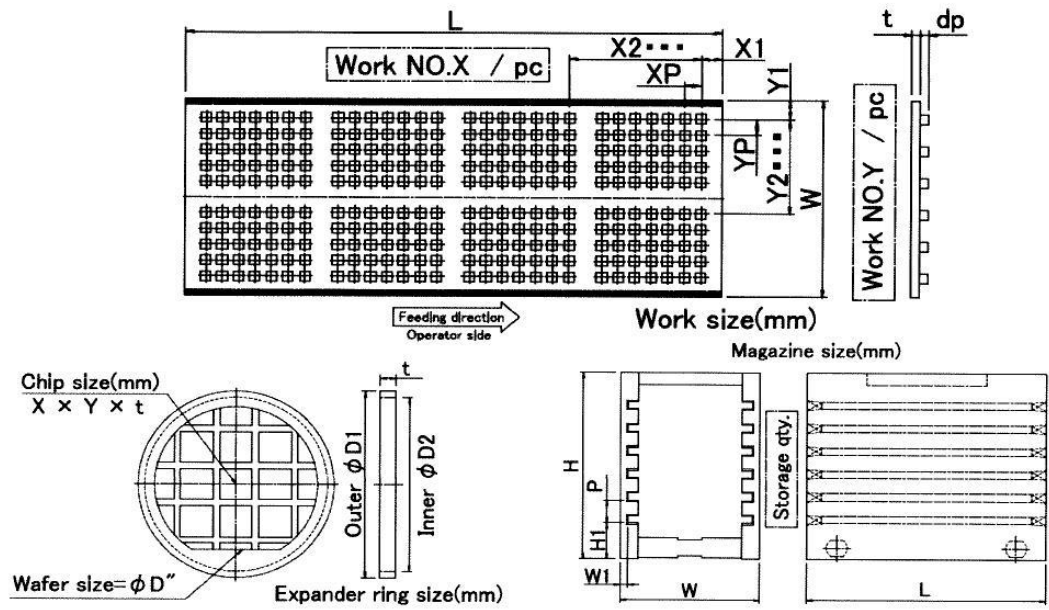 L
t
dp
X2･･･
X1
Work NO.X / pc
XP
Y1
YP
Y2･･･
W
Work NO.Y / pc
Feeding direction
Operator side
Work size(mm)
Magazine size(mm)
Chip size(mm)
X × Y × t
t
Outer φD1
Inner φD2
Wafer size=φD"
Expander ring size(mm)
H
P
H1
W1
W
Storage qty.
L